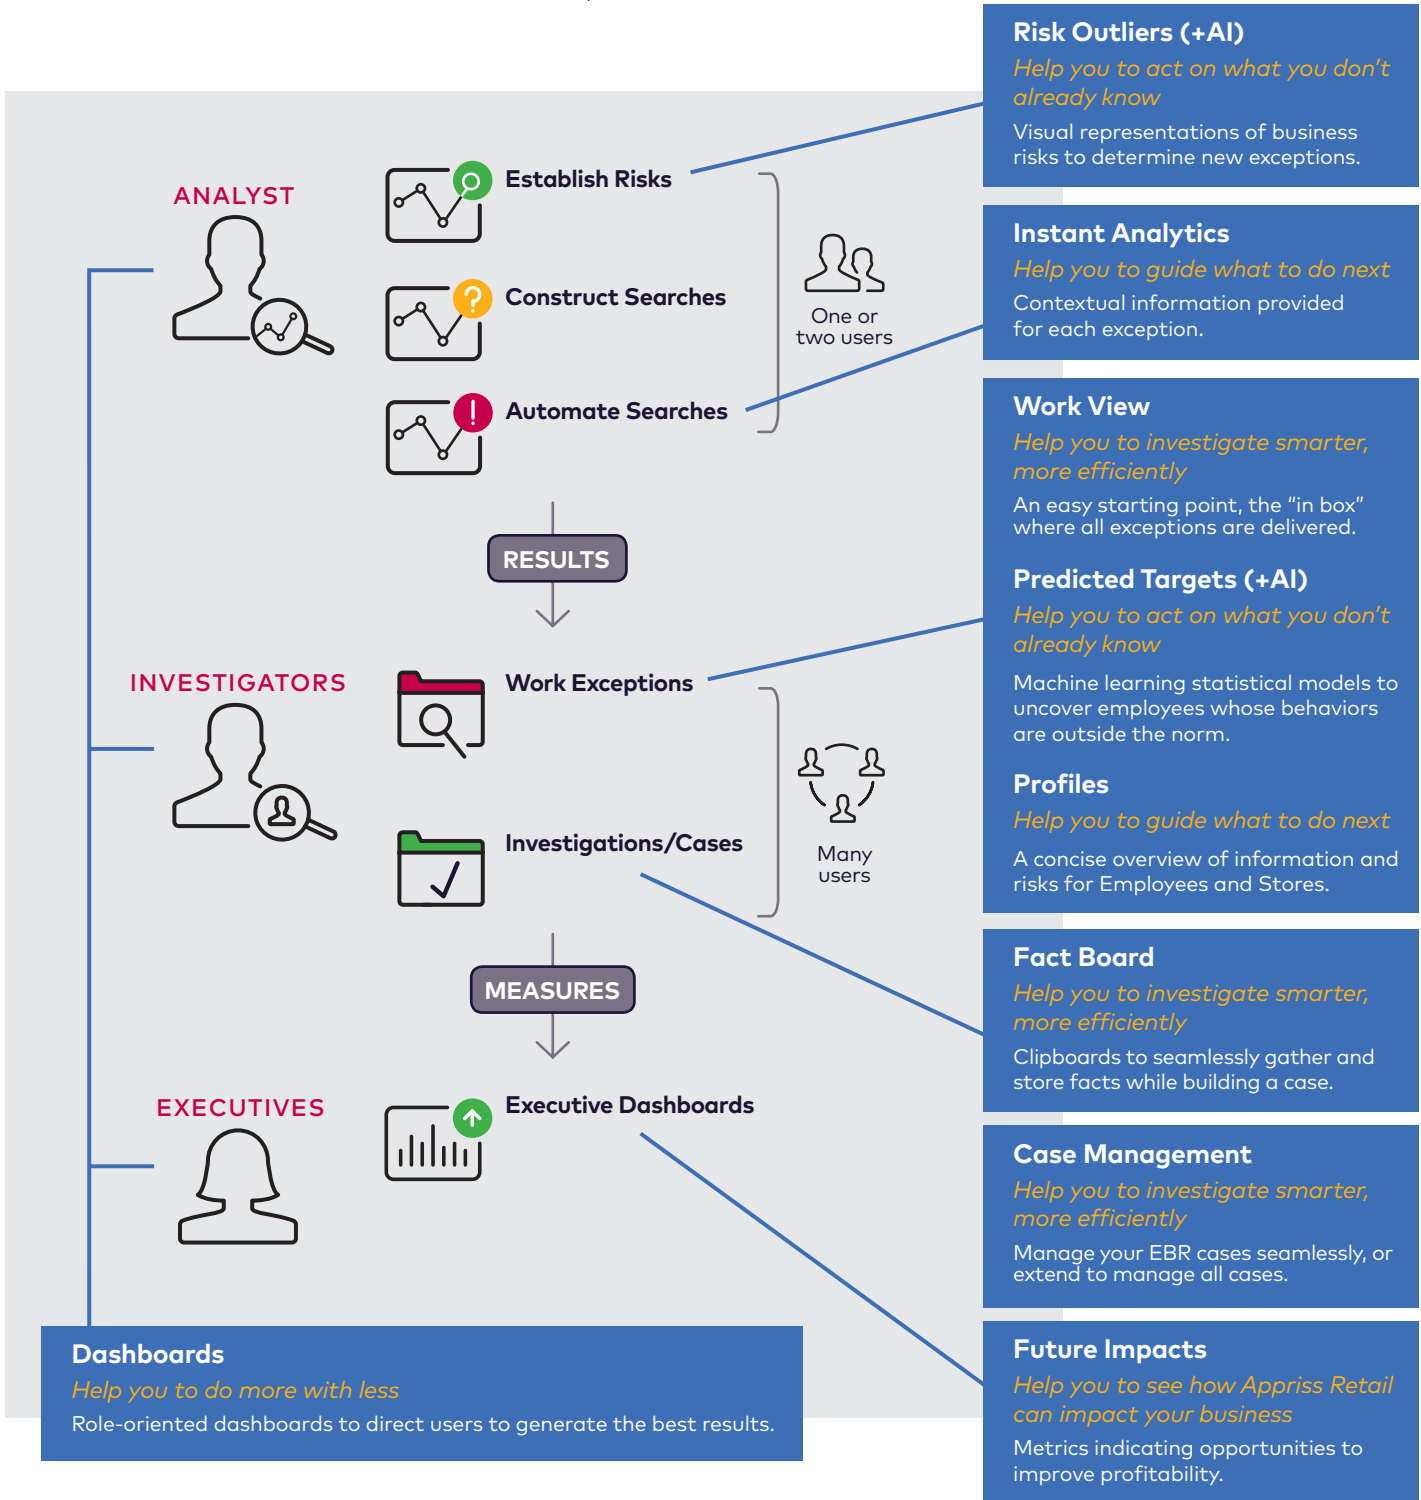 ANALYST
Establish Risks
Construct Searches
Automate Searches
One or
two users
RESULTS
INVESTIGATORS
Work Exceptions
Investigations/Cases
Many
users
MEASURES
EXECUTIVES
Executive Dashboards
Dashboards
Help you to do more with less
Role-oriented dashboards to direct users to generate the best results.
Risk Outliers (+AI)
Help you to act on what you don’t
already know
Visual representations of business
risks to determine new exceptions.
Instant Analytics
Help you to guide what to do next
Contextual information provided
for each exception.
Work View
Help you to investigate smarter,
more efficiently
An easy starting point, the “in box”
where all exceptions are delivered.
Predicted Targets (+AI)
Help you to act on what you don’t
already know
Machine learning statistical models to
uncover employees whose behaviors
are outside the norm.
Profiles
Help you to guide what to do next
A concise overview of information and
risks for Employees and Stores.
Fact Board
Help you to investigate smarter,
more efficiently
Clipboards to seamlessly gather and
store facts while building a case.
Case Management
Help you to investigate smarter,
more efficiently
Manage your EBR cases seamlessly, or
extend to manage all cases.
Future Impacts
Help you to see how Appriss Retail
can impact your business
Metrics indicating opportunities to
improve profitability.